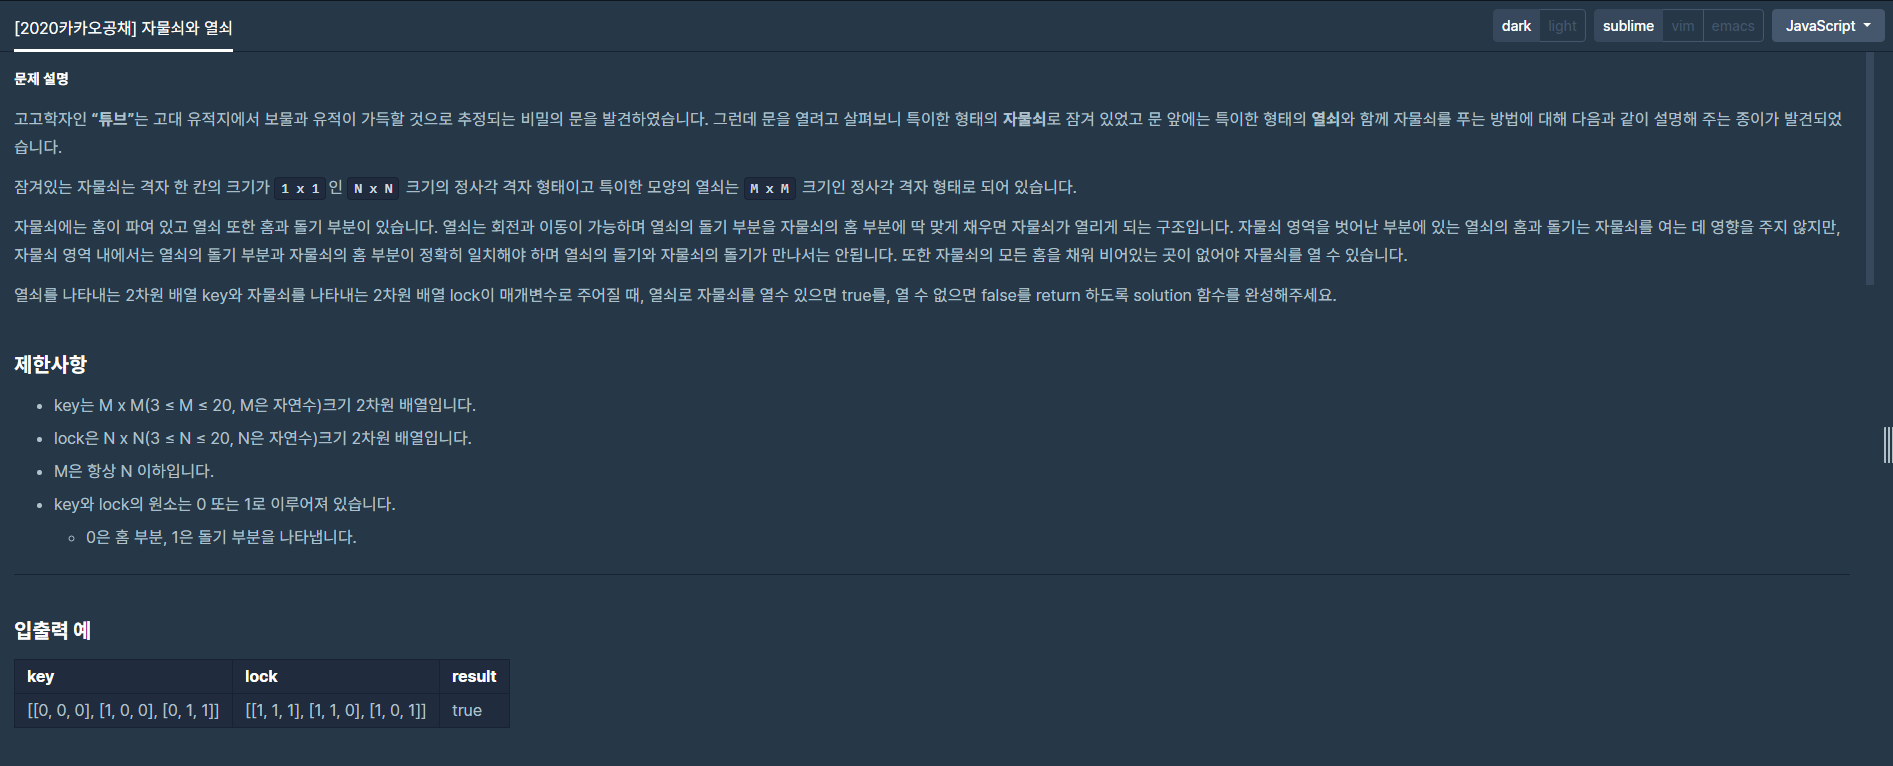 [2020카카오공채] 자물쇠와 열쇠
dark light sublime vim emacs JavaScript
문제 설명
고고학자인 “튜브”는 고대 유적지에서 보물과 유적이 가득할 것으로 추정되는 비밀의 문을 발견하였습니다. 그런데 문을 열려고 살펴보니 특이한 형태의 자물쇠로 잠겨 있었고 문 앞에는 특이한 형태의 열쇠와 함께 자물쇠를 푸는 방법에 대해 다음과 같이 설명해 주는 종이가 발견되었
습니다.
잠겨있는 자물쇠는 격자 한 칸의 크기가 1 x 1인 N x N 크기의 정사각 격자 형태이고 특이한 모양의 열쇠는 M x M 크기인 정사각 격자 형태로 되어 있습니다.
자물쇠에는 홈이 파여 있고 열쇠 또한 홈과 돌기 부분이 있습니다. 열쇠는 회전과 이동이 가능하며 열쇠의 돌기 부분을 자물쇠의 홈 부분에 딱 맞게 채우면 자물쇠가 열리게 되는 구조입니다. 자물쇠 영역을 벗어난 부분에 있는 열쇠의 홈과 돌기는 자물쇠를 여는 데 영향을 주지 않지만,
자물쇠 영역 내에서는 열쇠의 돌기 부분과 자물쇠의 홈 부분이 정확히 일치해야 하며 열쇠의 돌기와 자물쇠의 돌기가 만나서는 안됩니다. 또한 자물쇠의 모든 홈을 채워 비어있는 곳이 없어야 자물쇠를 열 수 있습니다.
열쇠를 나타내는 2차원 배열 key와 자물쇠를 나타내는 2차원 배열 lock이 매개변수로 주어질 때, 열쇠로 자물쇠를 열수 있으면 true를, 열 수 없으면 false를 return 하도록 solution 함수를 완성해주세요.
제한사항
• key는 M x M(3 ≤ M ≤ 20, M은 자연수)크기 2차원 배열입니다.
• lock은 N x N(3 ≤ N ≤ 20, N은 자연수)크기 2차원 배열입니다.
• M은 항상 N 이하입니다.
• key와 lock의 원소는 0 또는 1로 이루어져 있습니다.
◦ 0은 홈 부분, 1은 돌기 부분을 나타냅니다.
입출력 예
key lock result
[[0, 0, 0], [1, 0, 0], [0, 1, 1]] [[1, 1, 1], [1, 1, 0], [1, 0, 1]] true